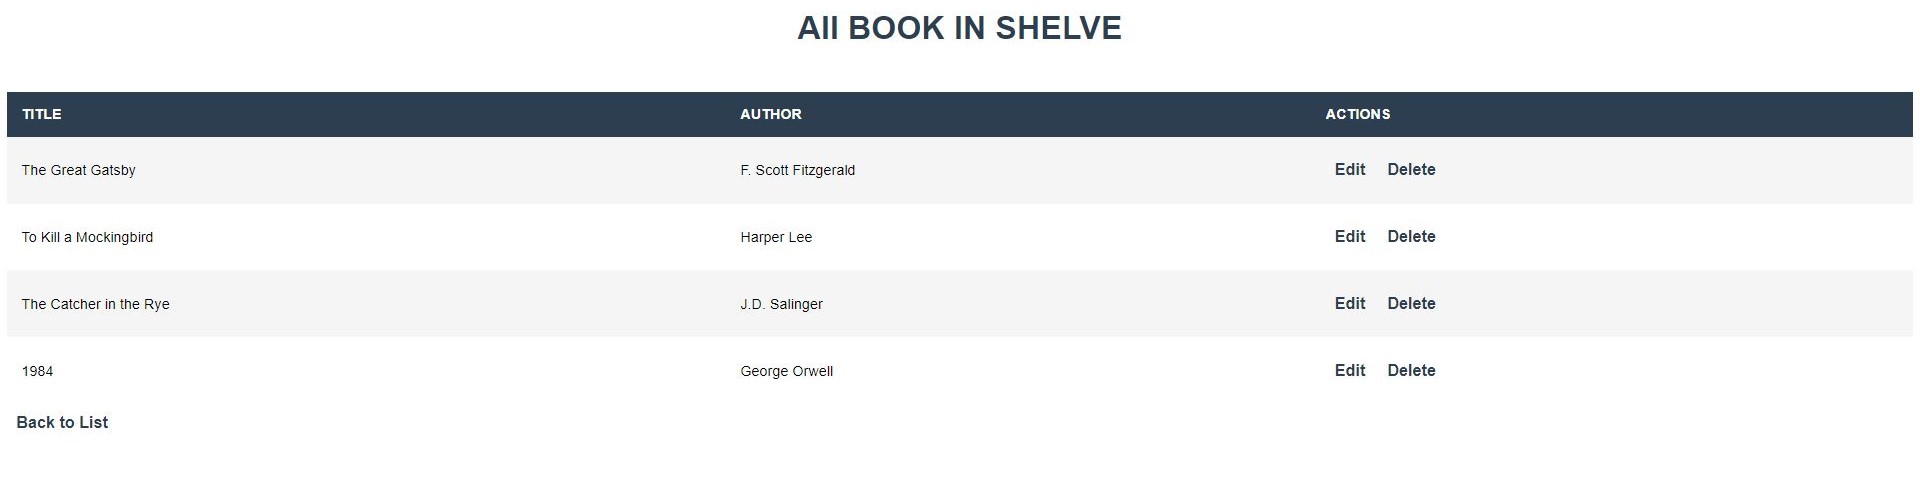 All BOOK IN SHELVE
TITLE AUTHOR ACTIONS
The Great Gatsby F. Scott Fitzgerald Edit Delete
To Kill a Mockingbird Harper Lee Edit Delete
The Catcher in the Rye J.D. Salinger Edit Delete
1984 George Orwell Edit Delete
Back to List